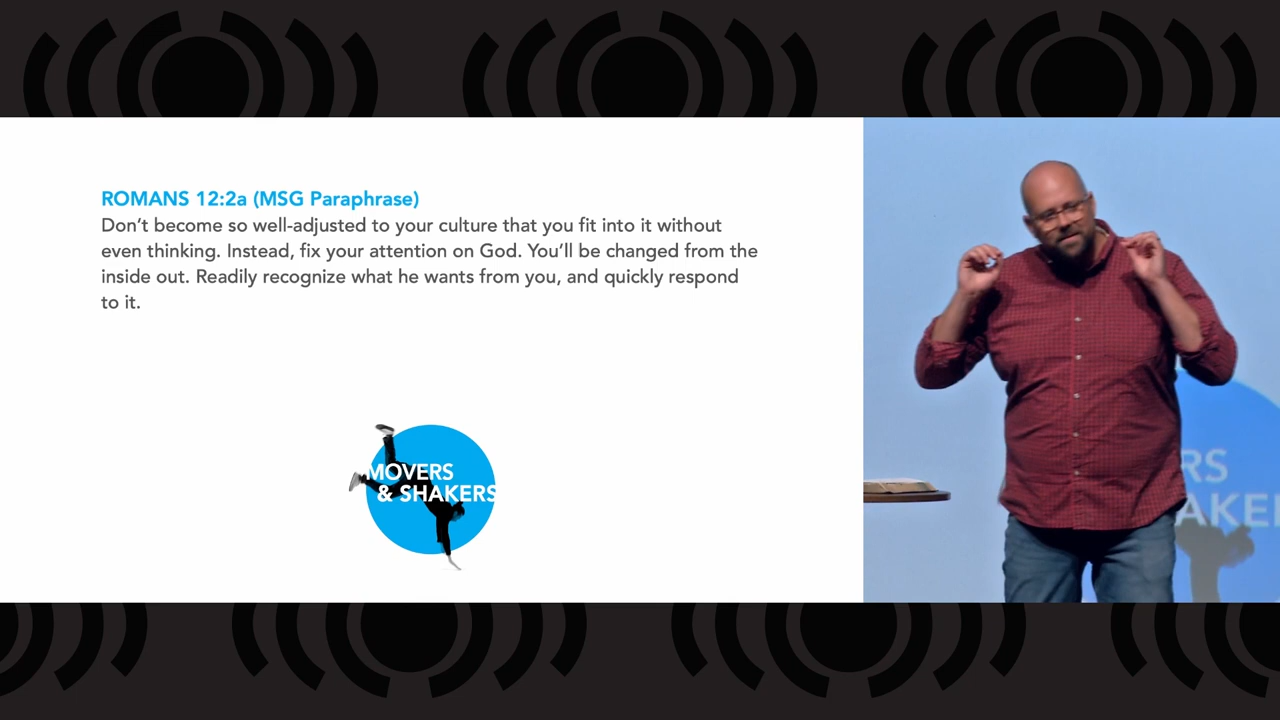 ROMANS 12:2a (MSG Paraphrase)
Don’t become so well-adjusted to your culture that you fit into it without
even thinking. Instead, fix your attention on God. You’ll be changed from the
inside out. Readily recognize what he wants from you, and quickly respond
to it.
MOVERS
& SHAKERS
RS
AKE